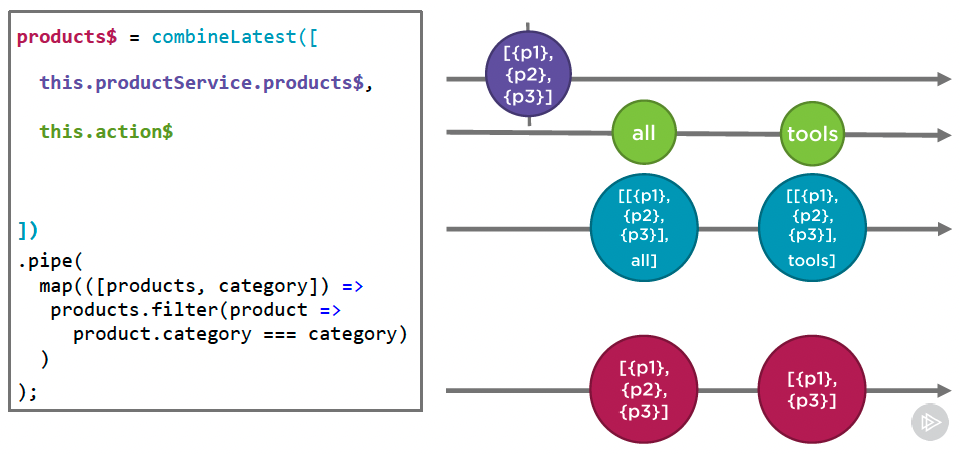 products$ = combineLatest([
this.productService.products$,
this.action$
])
.pipe(
map(([products, category]) =>
products.filter(product =>
product.category === category)
)
);
[{p1},
{p2},
{p3}]
all
tools
[[{p1},
{p2},
{p3}],
all]
[[{p1},
{p2},
{p3}],
tools]
[{p1},
{p2},
{p3}]
[{p1},
{p3}]